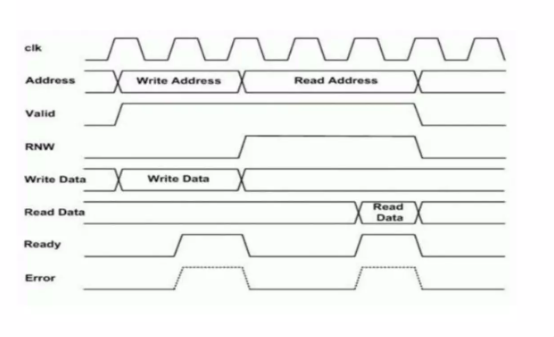 clk
Address
Write Address
Read Address
Valid
RNW
Write Data
Write Data
Read Data
Read
Data
Ready
Error